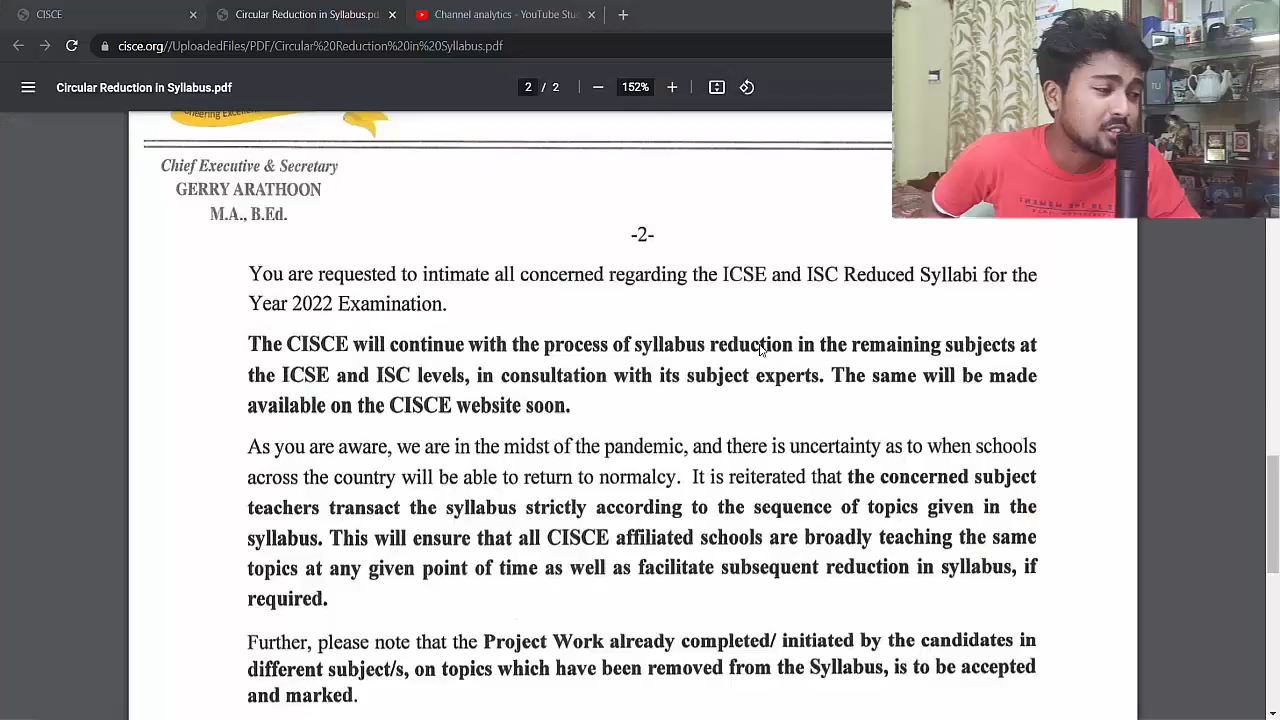 CISCE
Circular Reduction in Syllabus.pd
Channel analytics - YouTube Stu
cisce.org//UploadedFiles/PDF/Circular%20Reduction%20in%20Syllabus.pdf
Circular Reduction in Syllabus.pdf
2 / 2
152%
Chief Executive & Secretary
GERRY ARATHOON
M.A., B.Ed.
-2-
You are requested to intimate all concerned regarding the ICSE and ISC Reduced Syllabi for the
Year 2022 Examination.
The CISCE will continue with the process of syllabus reduction in the remaining subjects at
the ICSE and ISC levels, in consultation with its subject experts. The same will be made
available on the CISCE website soon.
As you are aware, we are in the midst of the pandemic, and there is uncertainty as to when schools
across the country will be able to return to normalcy. It is reiterated that the concerned subject
teachers transact the syllabus strictly according to the sequence of topics given in the
syllabus. This will ensure that all CISCE affiliated schools are broadly teaching the same
topics at any given point of time as well as facilitate subsequent reduction in syllabus, if
required.
Further, please note that the Project Work already completed/ initiated by the candidates in
different subject/s, on topics which have been removed from the Syllabus, is to be accepted
and marked.